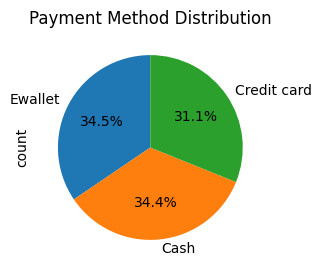 Payment Method Distribution
Ewallet
Credit card
34.5%
31.1%
count
34.4%
Cash